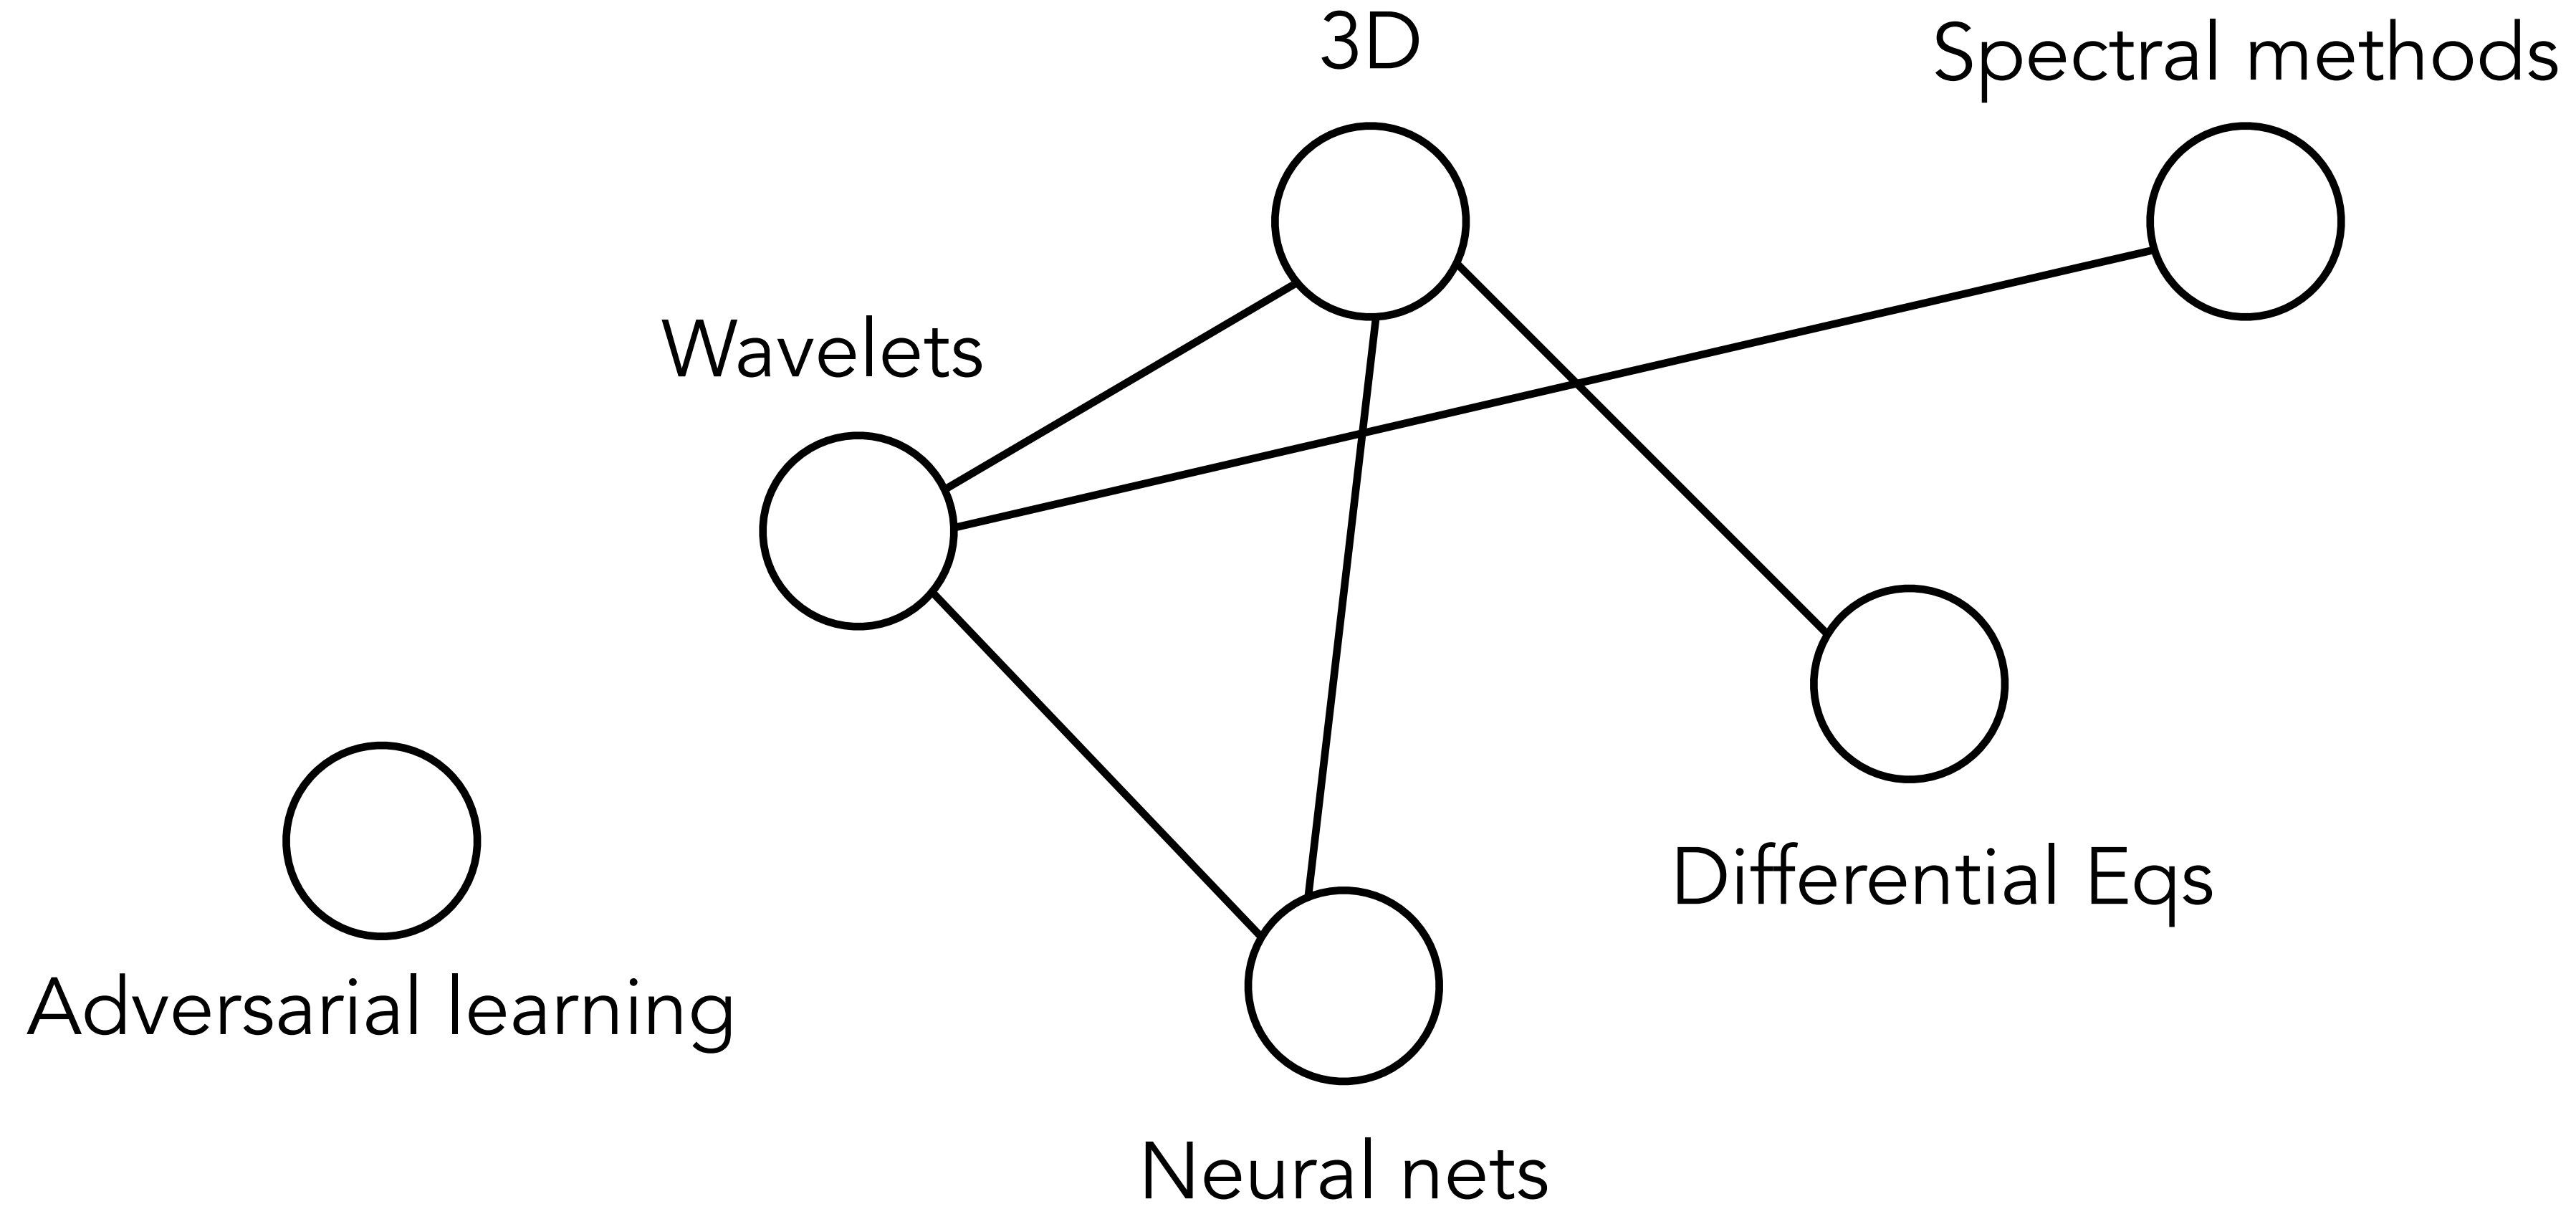 3D
Spectral methods
Wavelets
Differential Eqs
Adversarial learning
Neural nets